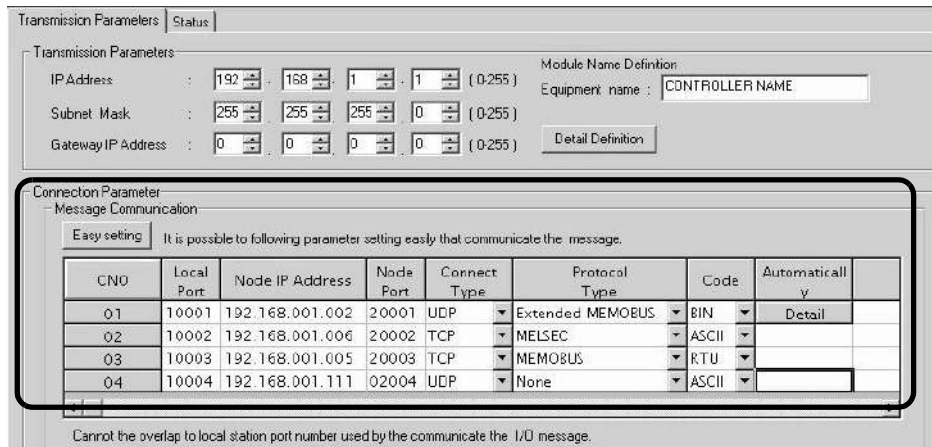 Transmission Parameters Status
Transmission Parameters
IP Address : 192 . 168 . 1 . 1 ( 0-255 )
Subnet Mask : 255 . 255 . 255 . 0 ( 0-255 )
Gateway IP Address : 0 . 0 . 0 . 0 ( 0-255 )
Module Name Definition
Equipment name : CONTROLLER NAME
Detail Definition
Connection Parameter
Message Communication
Easy setting It is possible to following parameter setting easily that communicate the message.
CNO Local Port Node IP Address Node Port Connect Type Protocol Type Code Automatically
01 10001 192.168.001.002 20001 UDP Extended MEMOBUS BIN Detail
02 10002 192.168.001.006 20002 TCP MELSEC ASCII
03 10003 192.168.001.005 20003 TCP MEMOBUS RTU
04 10004 192.168.001.111 02004 UDP None ASCII
Cannot the overlap to local station port number used by the communicate the I/O message.